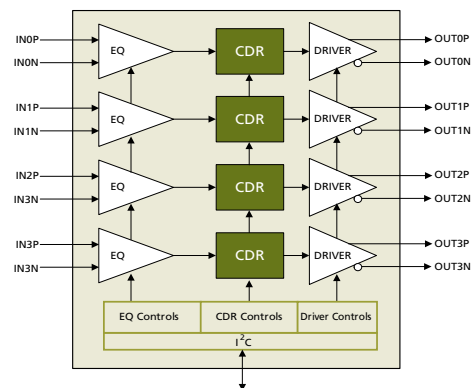 IN0P
IN0N
EQ
CDR
DRIVER
OUT0P
OUT0N
IN1P
IN1N
EQ
CDR
DRIVER
OUT1P
OUT1N
IN2P
IN3N
EQ
CDR
DRIVER
OUT2P
OUT2N
IN3P
IN3N
EQ
CDR
DRIVER
OUT3P
OUT3N
EQ Controls
CDR Controls
Driver Controls
I²C